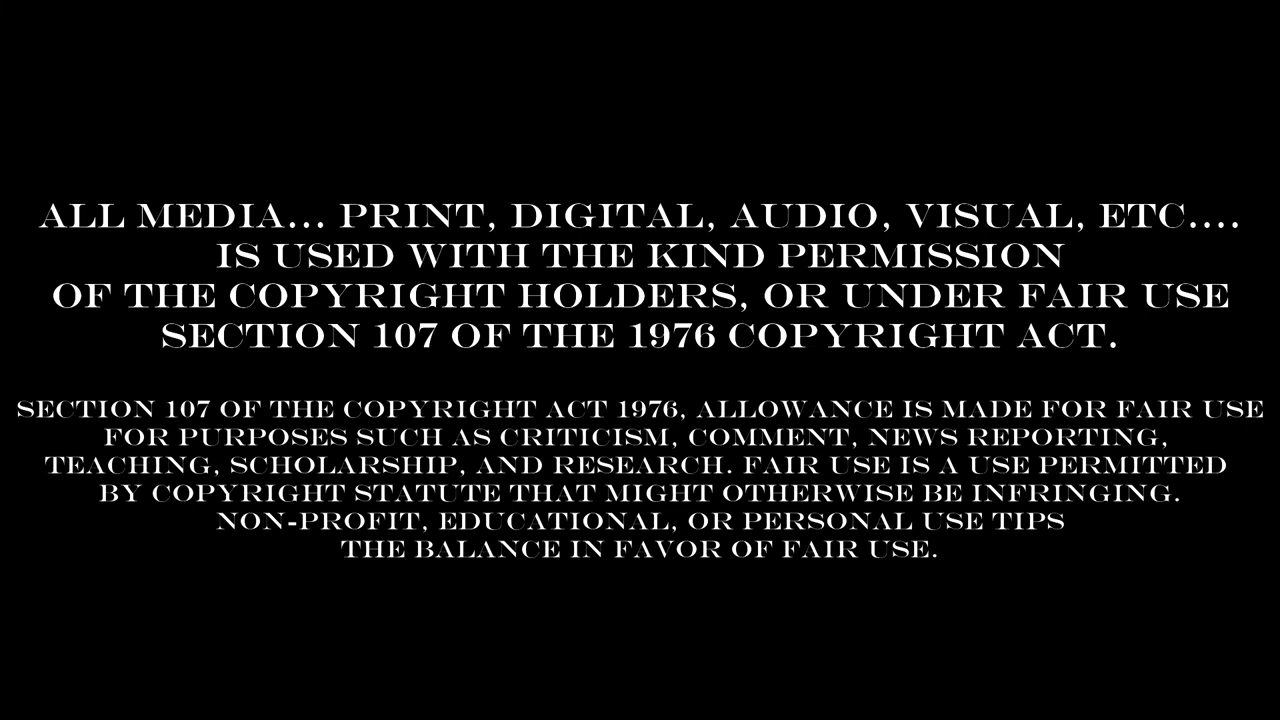 ALL MEDIA... PRINT, DIGITAL, AUDIO, VISUAL, ETC....
IS USED WITH THE KIND PERMISSION
OF THE COPYRIGHT HOLDERS, OR UNDER FAIR USE
SECTION 107 OF THE 1976 COPYRIGHT ACT.
SECTION 107 OF THE COPYRIGHT ACT 1976, ALLOWANCE IS MADE FOR FAIR USE
FOR PURPOSES SUCH AS CRITICISM, COMMENT, NEWS REPORTING,
TEACHING, SCHOLARSHIP, AND RESEARCH. FAIR USE IS A USE PERMITTED
BY COPYRIGHT STATUTE THAT MIGHT OTHERWISE BE INFRINGING.
NON-PROFIT, EDUCATIONAL, OR PERSONAL USE TIPS
THE BALANCE IN FAVOR OF FAIR USE.